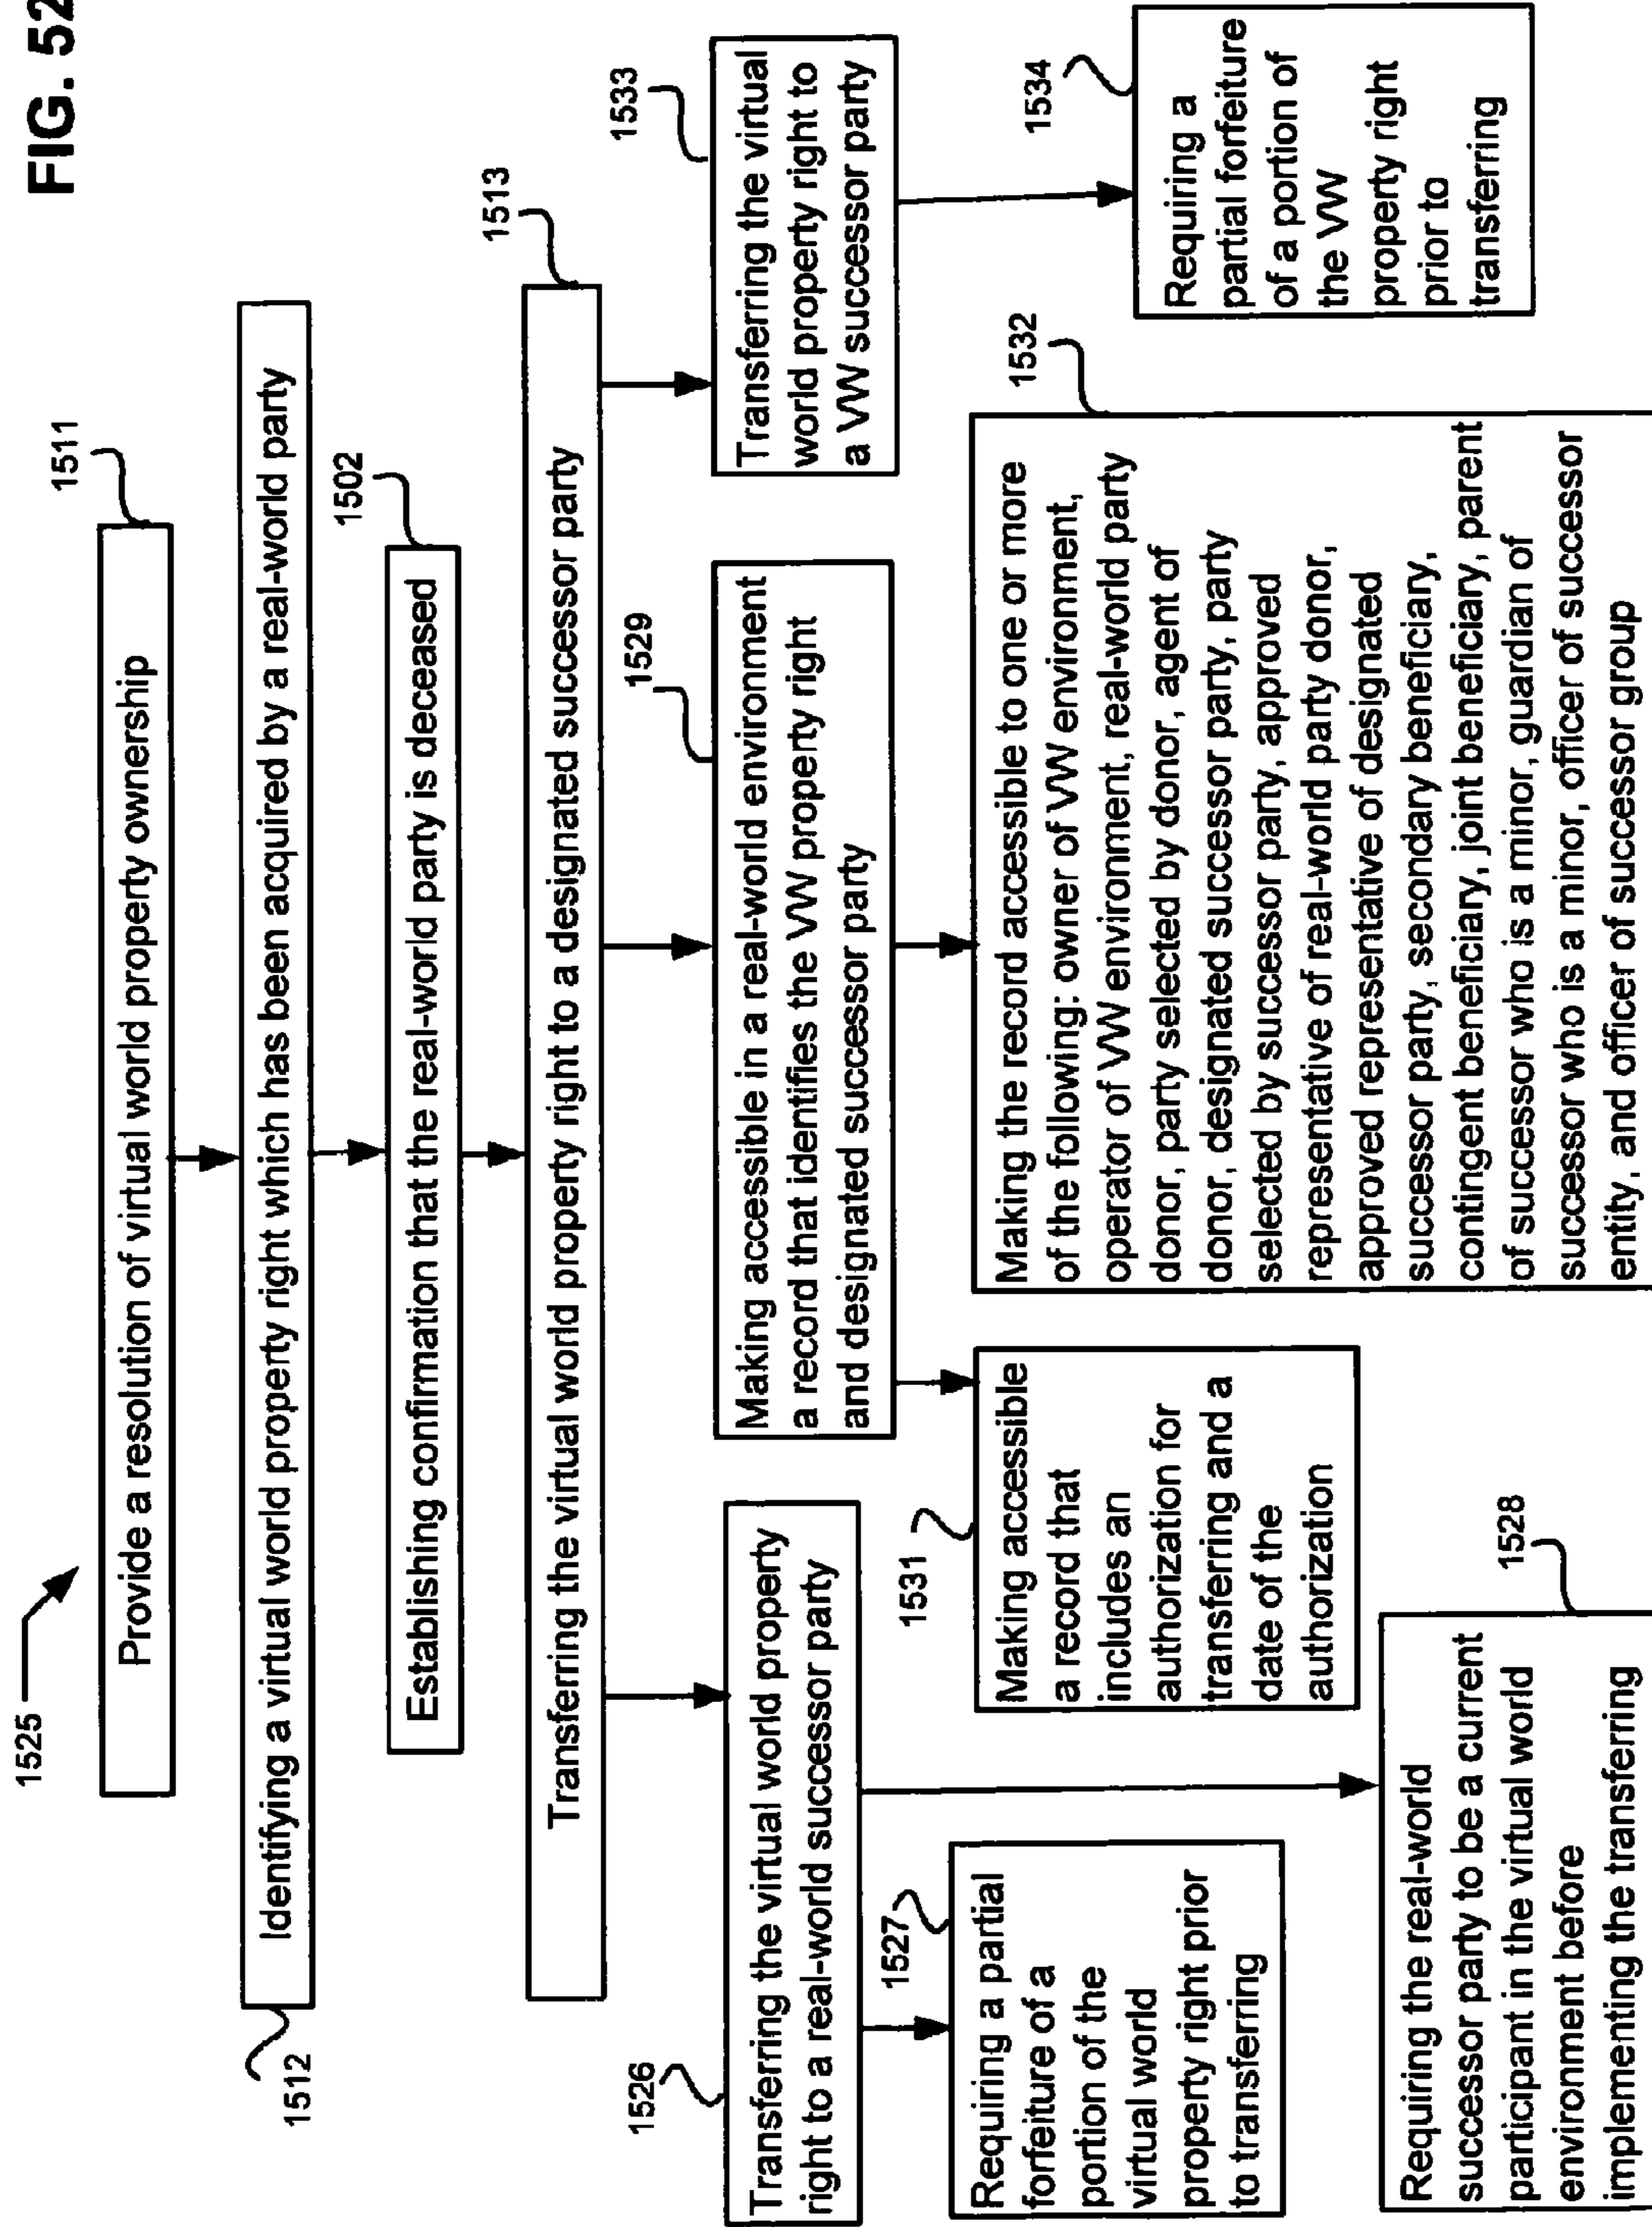 FIG. 52
1525
1511
Provide a resolution of virtual world property ownership
1512
Identifying a virtual world property right which has been acquired by a real-world party
1502
Establishing confirmation that the real-world party is deceased
1513
Transferring the virtual world property right to a designated successor party
1526
Transferring the virtual world property
right to a real-world successor party
1529
Making accessible in a real-world environment
a record that identifies the VW property right
and designated successor party
1533
Transferring the virtual
world property right to
a VW successor party
1527
Requiring a partial
forfeiture of a
portion of the
virtual world
property right prior
to transferring
1528
Requiring the real-world
successor party to be a current
participant in the virtual world
environment before
implementing the transferring
1531
Making accessible
a record that
includes an
authorization for
transferring and a
date of the
authorization
1532
Making the record accessible to one or more
of the following: owner of VW environment,
operator of VW environment, real-world party
donor, party selected by donor, agent of
donor, designated successor party, party
selected by successor party, approved
representative of real-world party donor,
approved representative of designated
successor party, secondary beneficiary,
contingent beneficiary, joint beneficiary, parent
of successor who is a minor, guardian of
successor who is a minor, officer of successor
entity, and officer of successor group
1534
Requiring a
partial forfeiture
of a portion of
the VW
property right
prior to
transferring